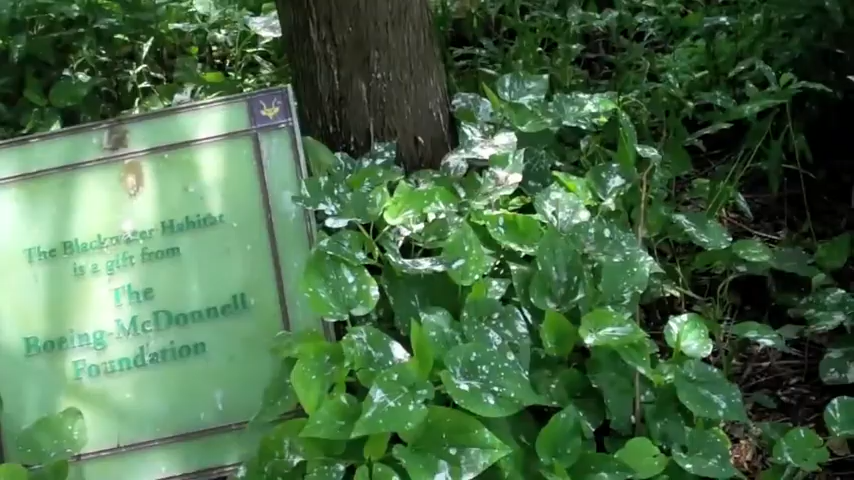 The Blackwater Habitat
is a gift from
The
Boeing-McDonnell
Foundation